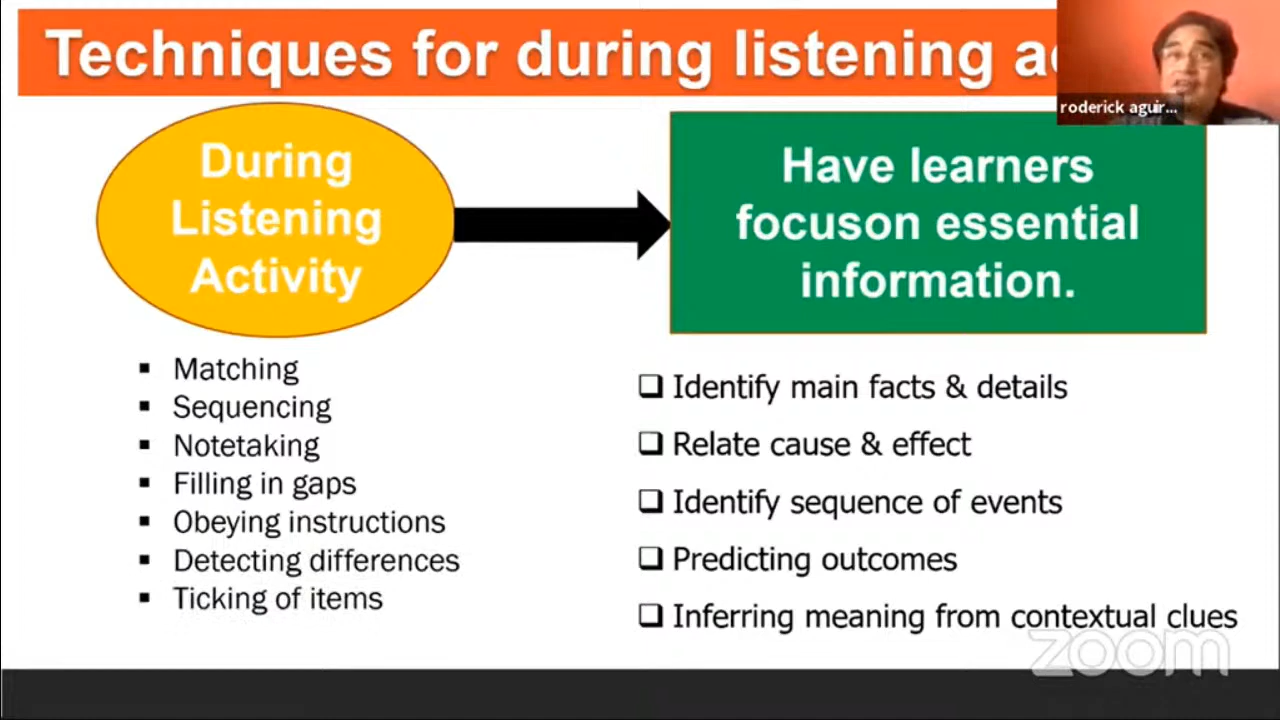 Techniques for during listening
roderick aguir...
During
Listening
Activity
Have learners
focuson essential
information.
Matching
Sequencing
Notetaking
Filling in gaps
Obeying instructions
Detecting differences
Ticking of items
Identify main facts & details
Relate cause & effect
Identify sequence of events
Predicting outcomes
Inferring meaning from contextual clues
zoom